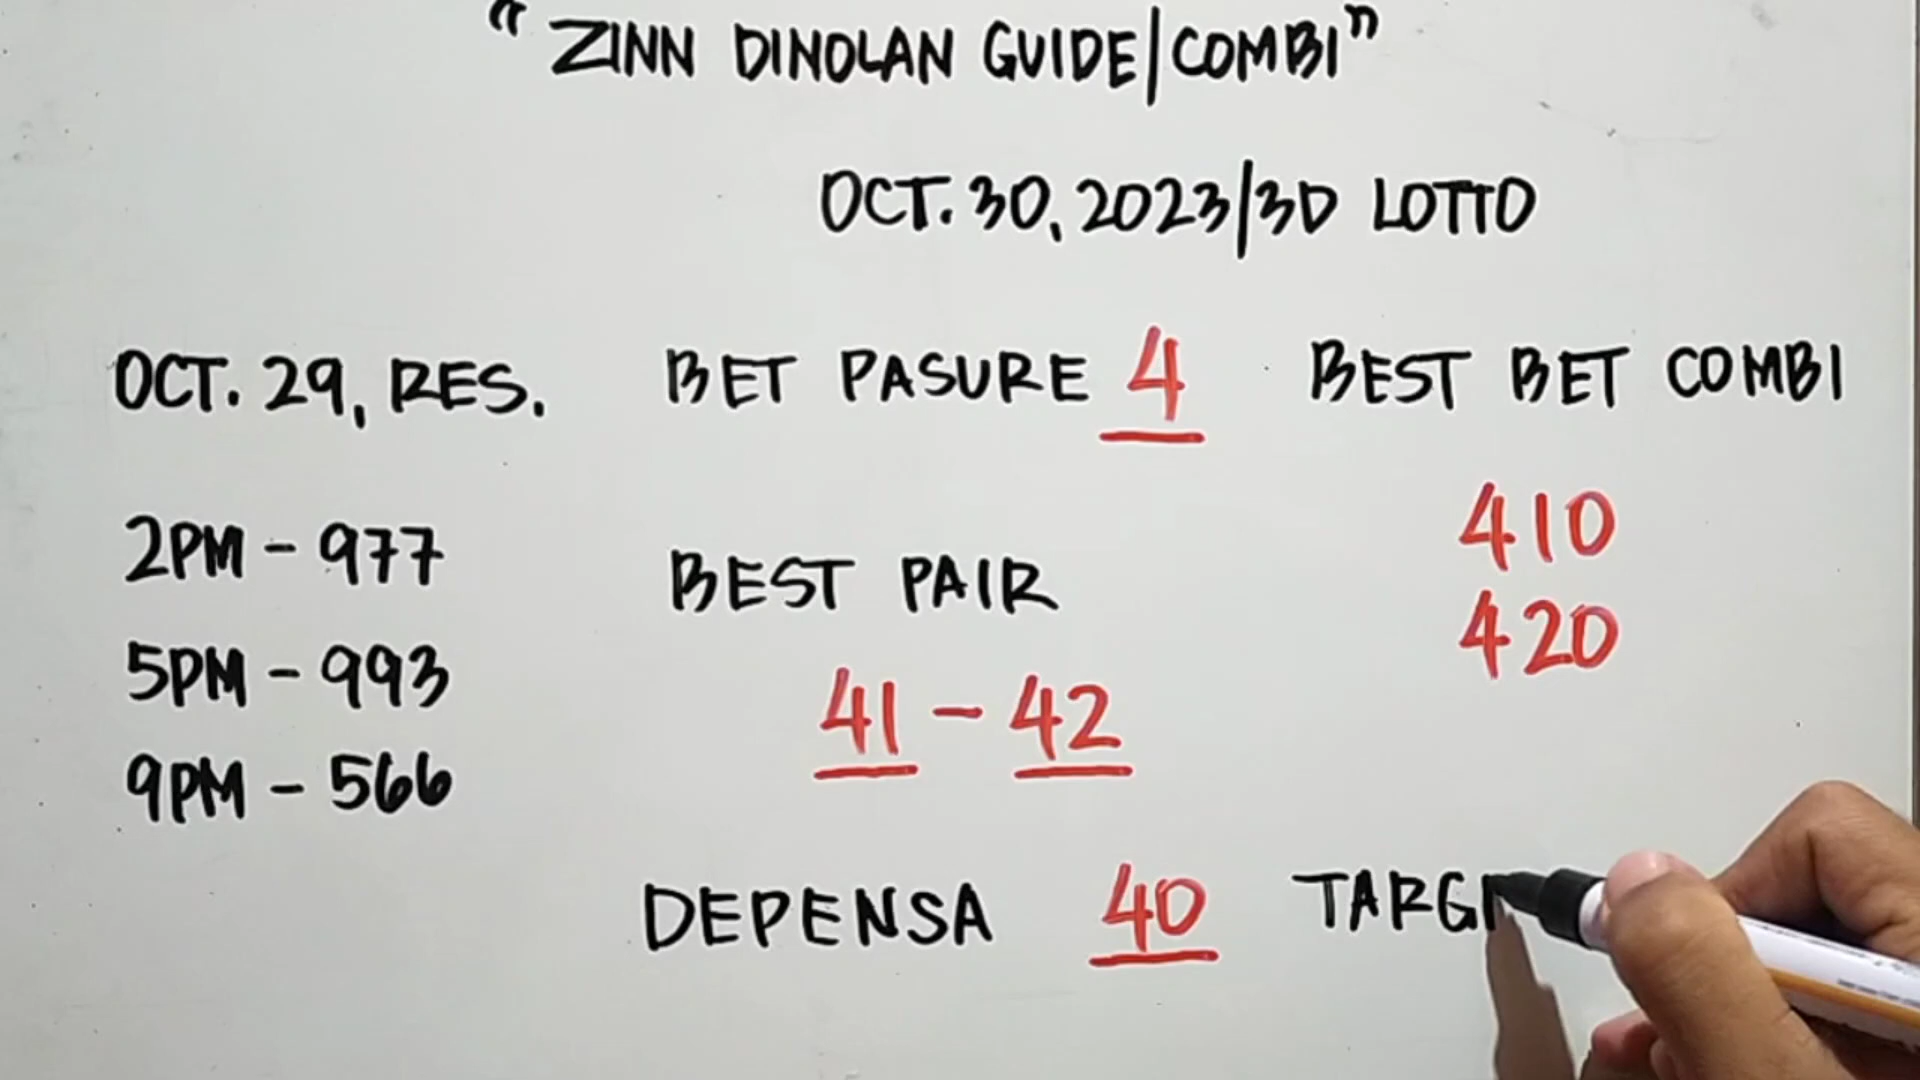 "ZINN DINOLAN GUIDE/COMBI"
OCT. 30, 2023/3D LOTTO
OCT. 29, RES.
2PM - 977
5PM - 993
9PM - 566
BET PASURE 4
BEST PAIR
41 - 42
DEPENSA 40
BEST BET COMBI
410
420
TARG